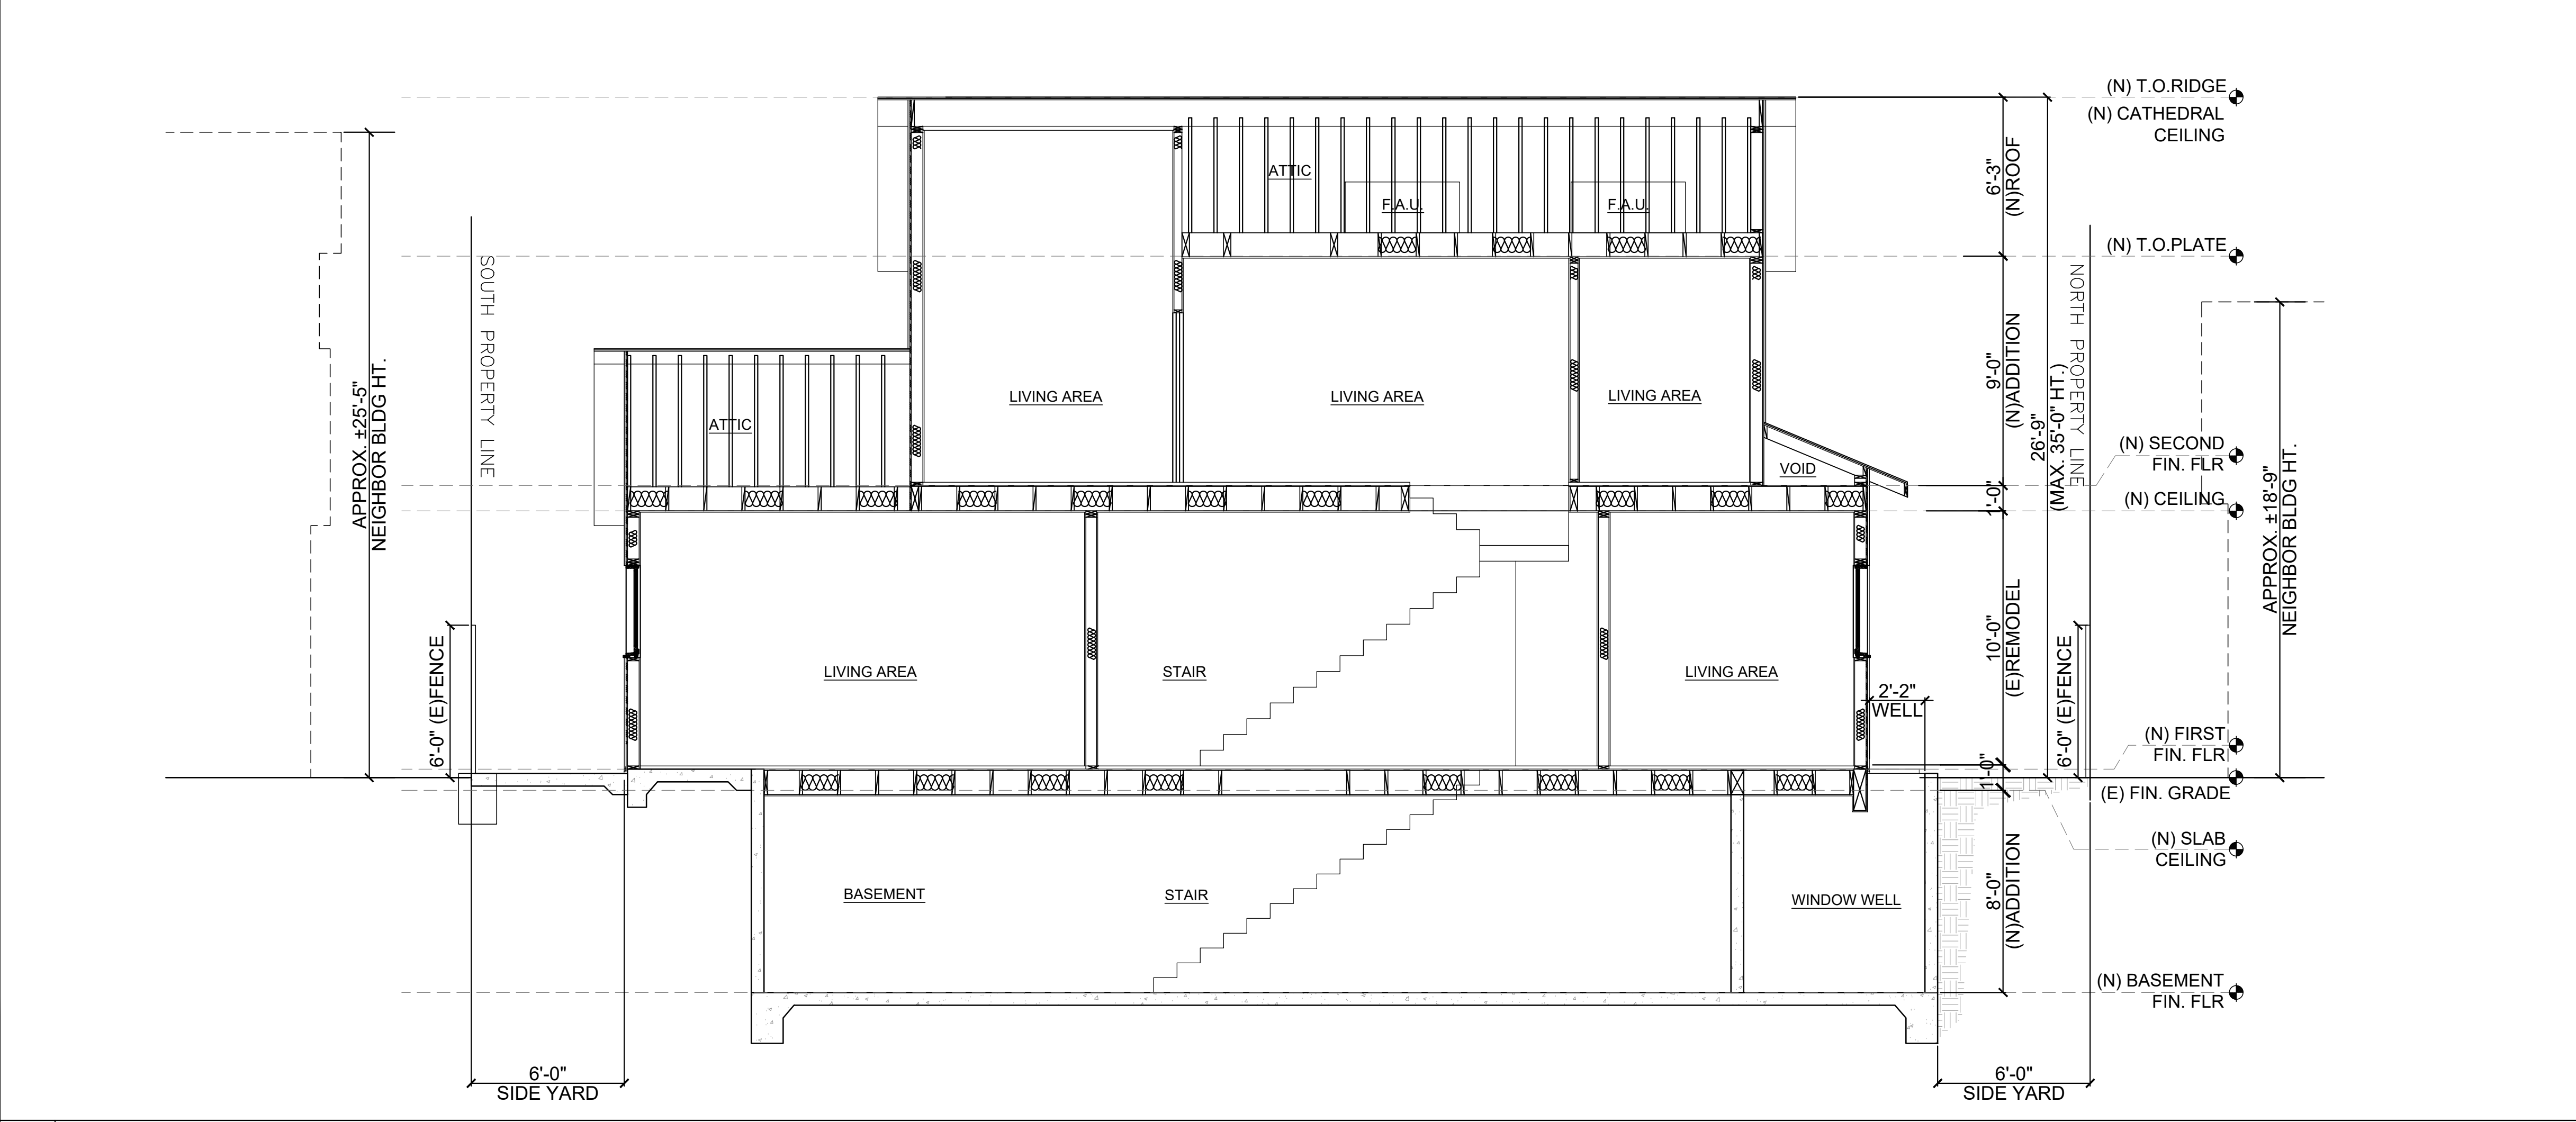 (N) T.O.RIDGE
(N) CATHEDRAL
CEILING
6'-3"
(N)ROOF
ATTIC
F.A.U.
F.A.U.
(N) T.O.PLATE
SOUTH PROPERTY LINE
NORTH PROPERTY LINE
APPROX. ±25'-5"
NEIGHBOR BLDG HT.
9'-0"
(N)ADDITION
26'-9"
(MAX. 35'-0" HT.)
LIVING AREA
LIVING AREA
LIVING AREA
ATTIC
VOID
(N) SECOND
FIN. FLR
1'-0"
(N) CEILING
APPROX. ±18'-9"
NEIGHBOR BLDG HT.
6'-0" (E)FENCE
LIVING AREA
STAIR
LIVING AREA
10'-0"
(E)REMODEL
6'-0" (E)FENCE
2'-2"
WELL
(N) FIRST
FIN. FLR
1'-0"
(E) FIN. GRADE
(N) SLAB
CEILING
BASEMENT
STAIR
WINDOW WELL
8'-0"
(N)ADDITION
(N) BASEMENT
FIN. FLR
6'-0"
SIDE YARD
6'-0"
SIDE YARD